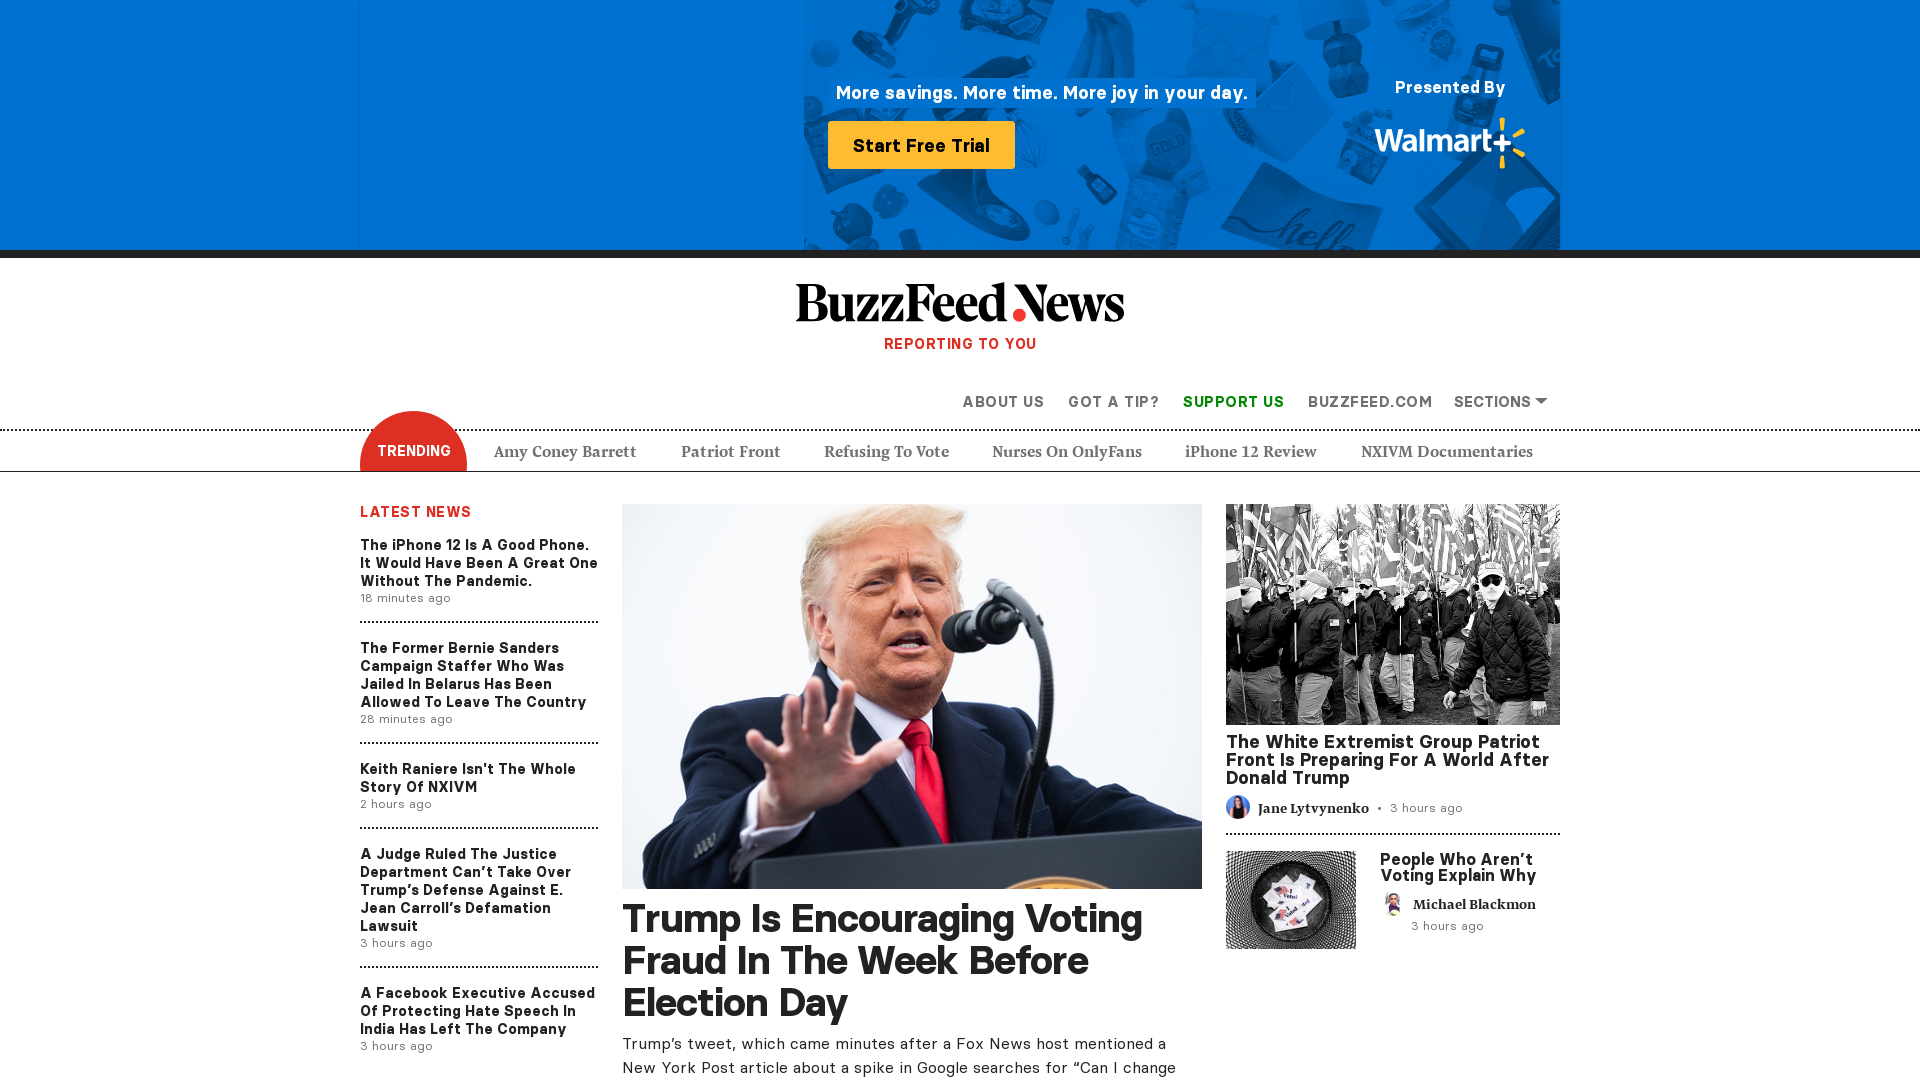 More savings. More time. More joy in your day.
Start Free Trial
Presented By
Walmart+
BuzzFeed News
REPORTING TO YOU
ABOUT US
GOT A TIP?
SUPPORT US
BUZZFEED.COM
SECTIONS
TRENDING
Amy Coney Barrett
Patriot Front
Refusing To Vote
Nurses On OnlyFans
iPhone 12 Review
NXIVM Documentaries
LATEST NEWS
The iPhone 12 Is A Good Phone.
It Would Have Been A Great One
Without The Pandemic.
18 minutes ago
The Former Bernie Sanders
Campaign Staffer Who Was
Jailed In Belarus Has Been
Allowed To Leave The Country
28 minutes ago
Keith Raniere Isn't The Whole
Story Of NXIVM
2 hours ago
A Judge Ruled The Justice
Department Can’t Take Over
Trump’s Defense Against E.
Jean Carroll’s Defamation
Lawsuit
3 hours ago
A Facebook Executive Accused
Of Protecting Hate Speech In
India Has Left The Company
3 hours ago
Trump Is Encouraging Voting
Fraud In The Week Before
Election Day
Trump’s tweet, which came minutes after a Fox News host mentioned a
New York Post article about a spike in Google searches for “Can I change
The White Extremist Group Patriot
Front Is Preparing For A World After
Donald Trump
Jane Lytvynenko • 3 hours ago
People Who Aren’t
Voting Explain Why
Michael Blackmon
3 hours ago
hello
GOLD